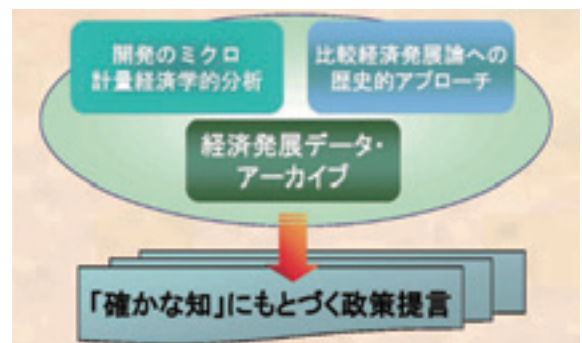 開発のミクロ
計量経済学的分析
比較経済発展論への
歴史的アプローチ
経済発展データ・
アーカイブ
「確かな知」にもとづく政策提言